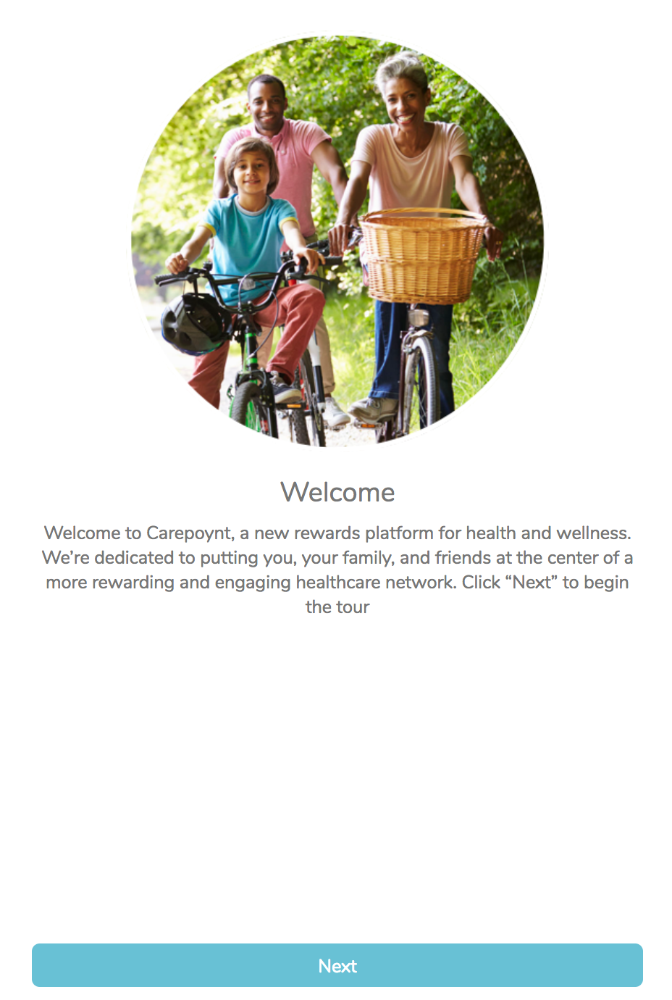 Welcome
Welcome to Carepoynt, a new rewards platform for health and wellness.
We’re dedicated to putting you, your family, and friends at the center of a
more rewarding and engaging healthcare network. Click “Next” to begin
the tour
Next